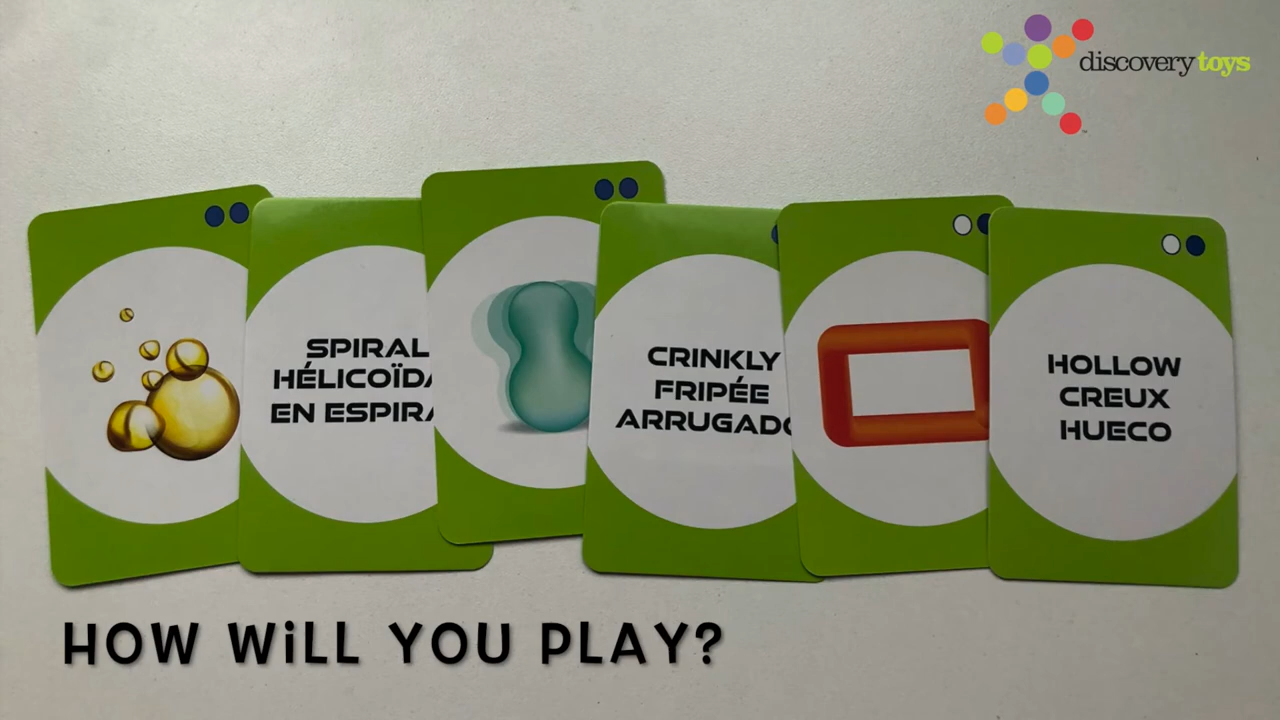 discovery toys
SPIRAL
HÉLICOÏDA
EN ESPIRA
CRINKLY
FRIPÉE
ARRUGADO
HOLLOW
CREUX
HUECO
HOW WiLL YOU PLAY?